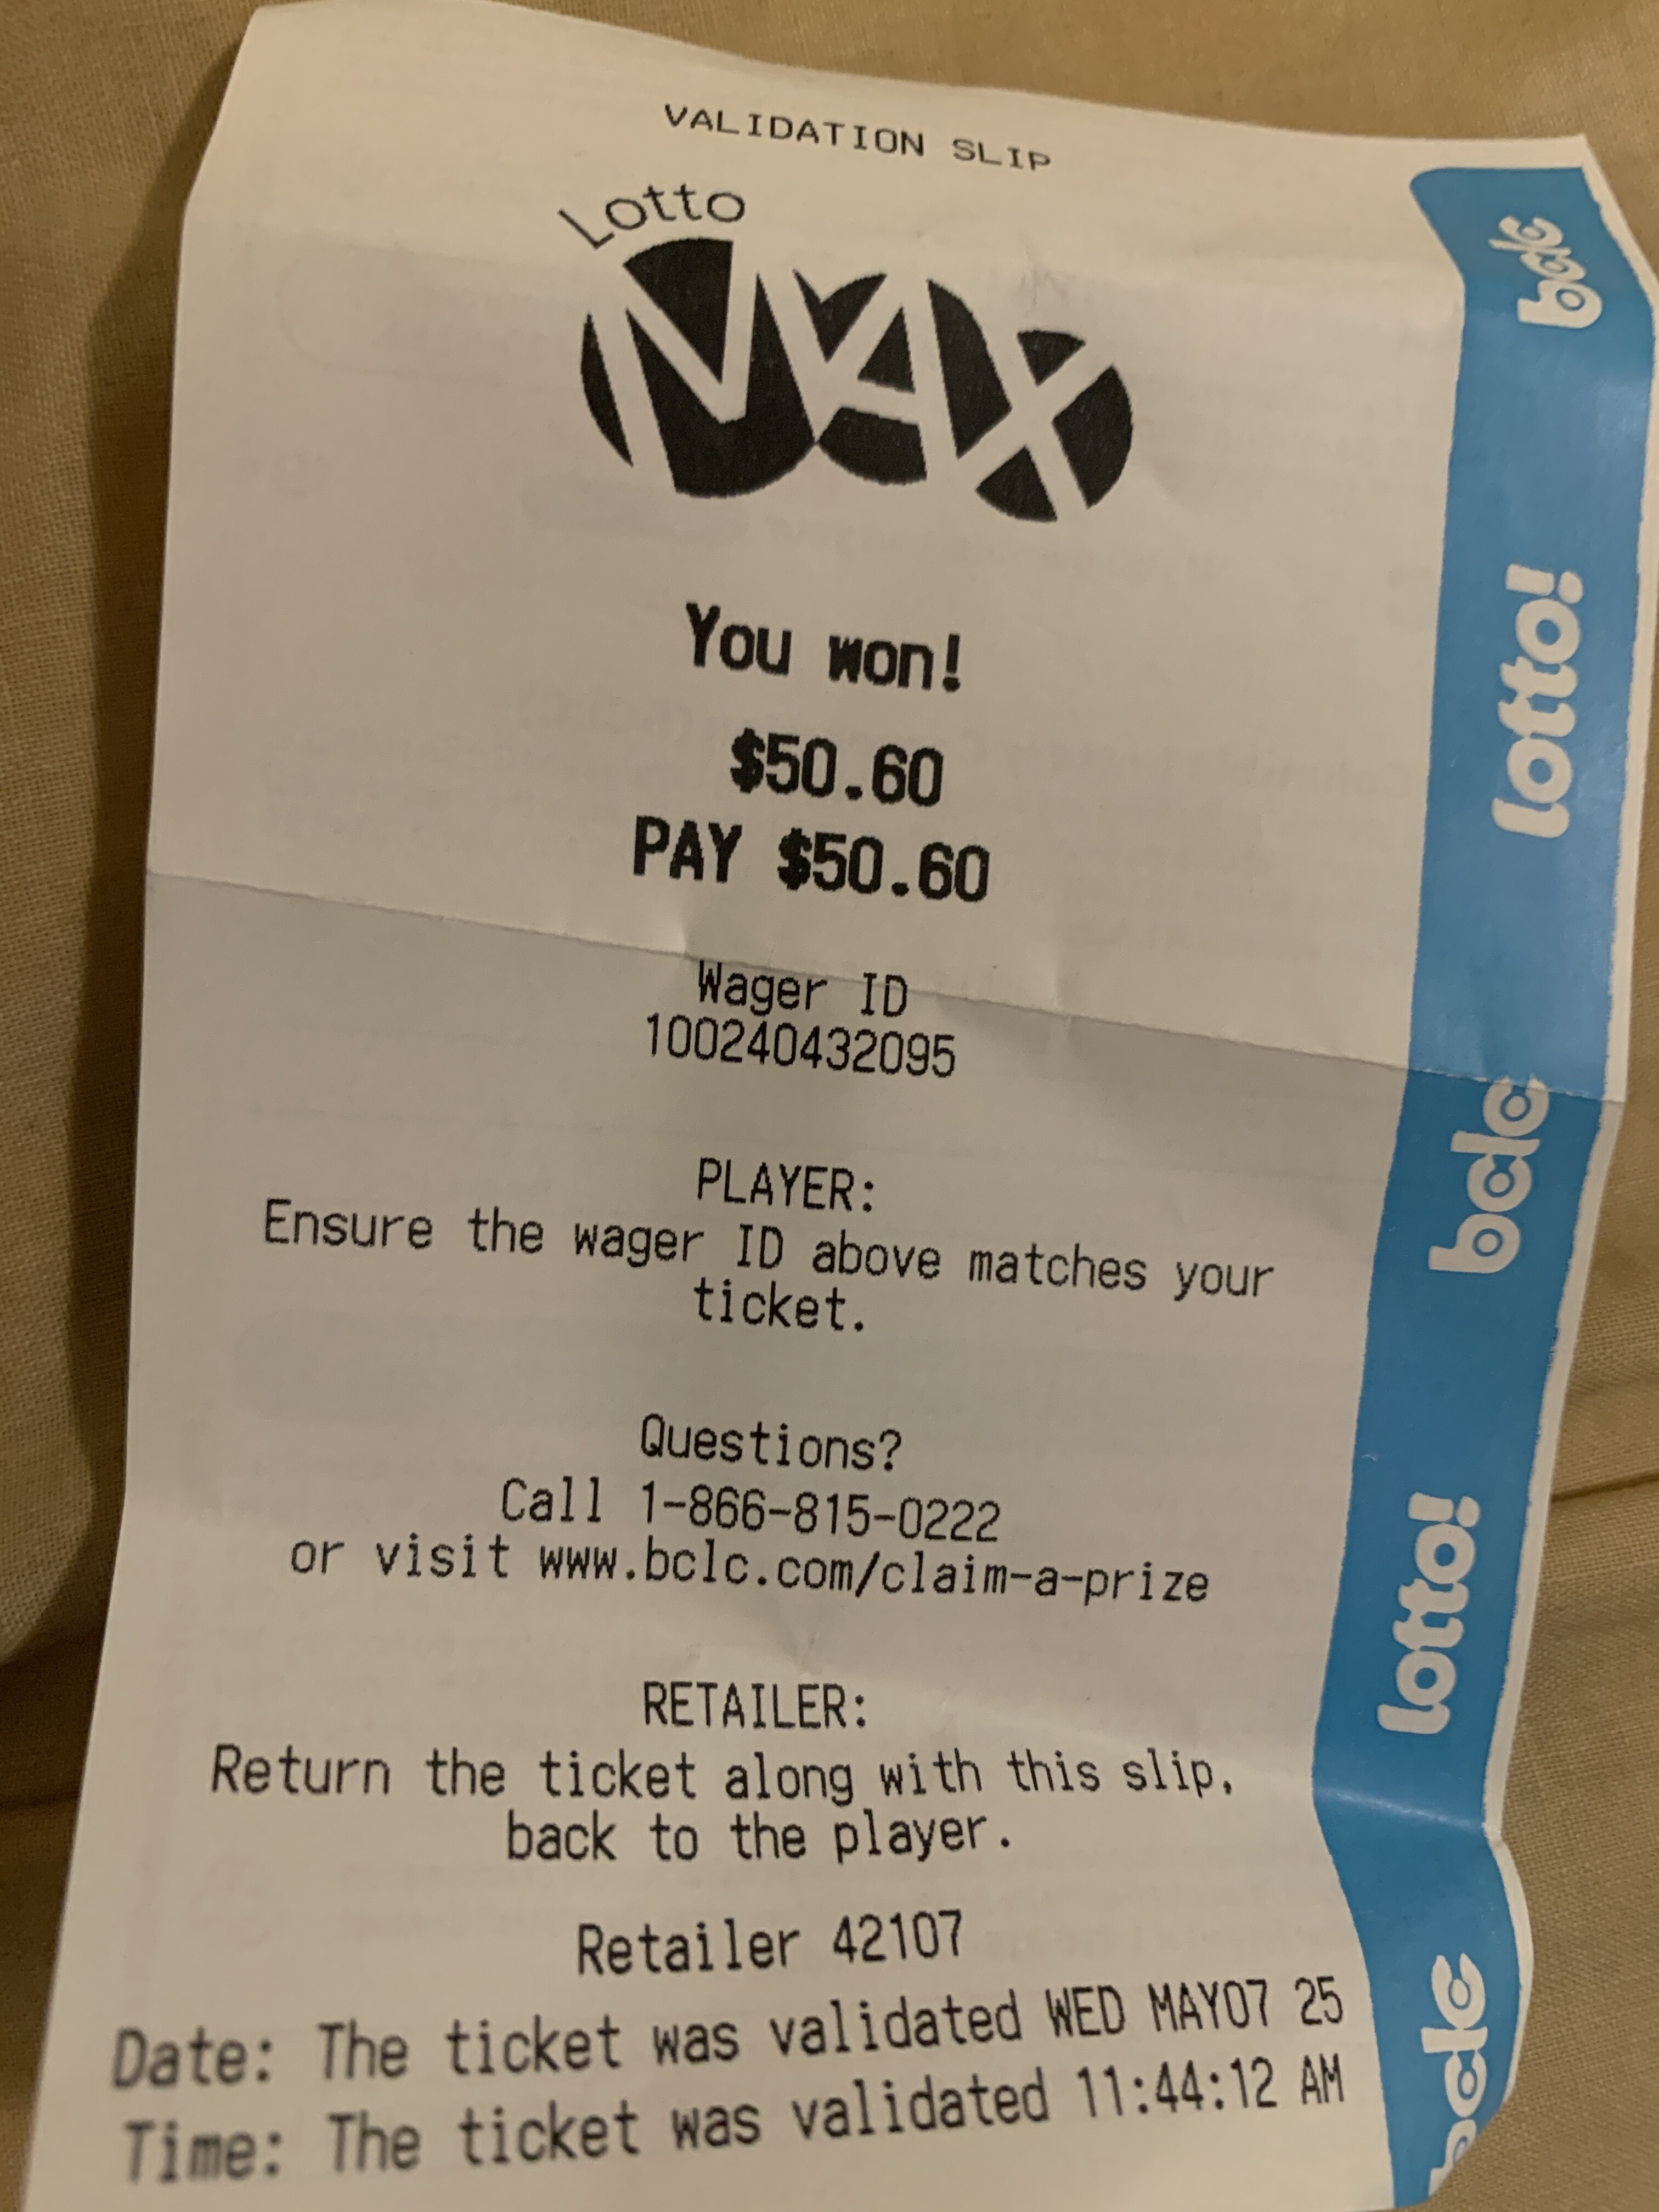 VALIDATION SLIP
Lotto
MAX
You won!
$50.60
PAY $50.60
Wager ID
100240432095
PLAYER:
Ensure the wager ID above matches your
ticket.
Questions?
Call 1-866-815-0222
or visit www.bclc.com/claim-a-prize
RETAILER:
Return the ticket along with this slip,
back to the player.
Retailer 42107
Date: The ticket was validated WED MAY07 25
Time: The ticket was validated 11:44:12 AM
bclc
lotto!
bclc
lotto!
bclc